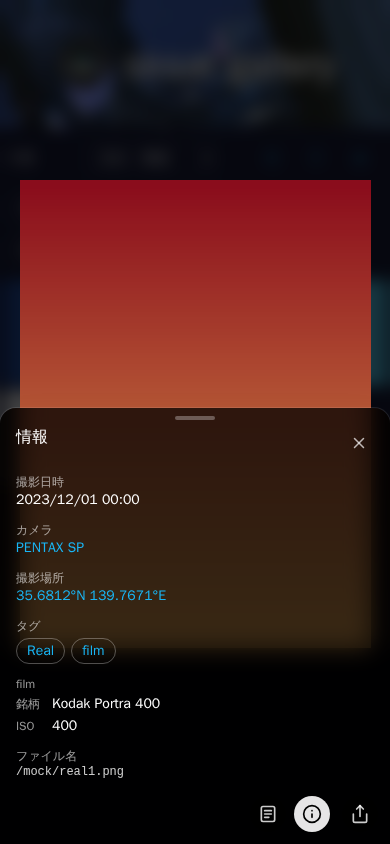 情報
撮影日時
2023/12/01 00:00
カメラ
PENTAX SP
撮影場所
35.6812°N 139.7671°E
タグ
Real film
film
銘柄 Kodak Portra 400
ISO 400
ファイル名
/mock/real1.png